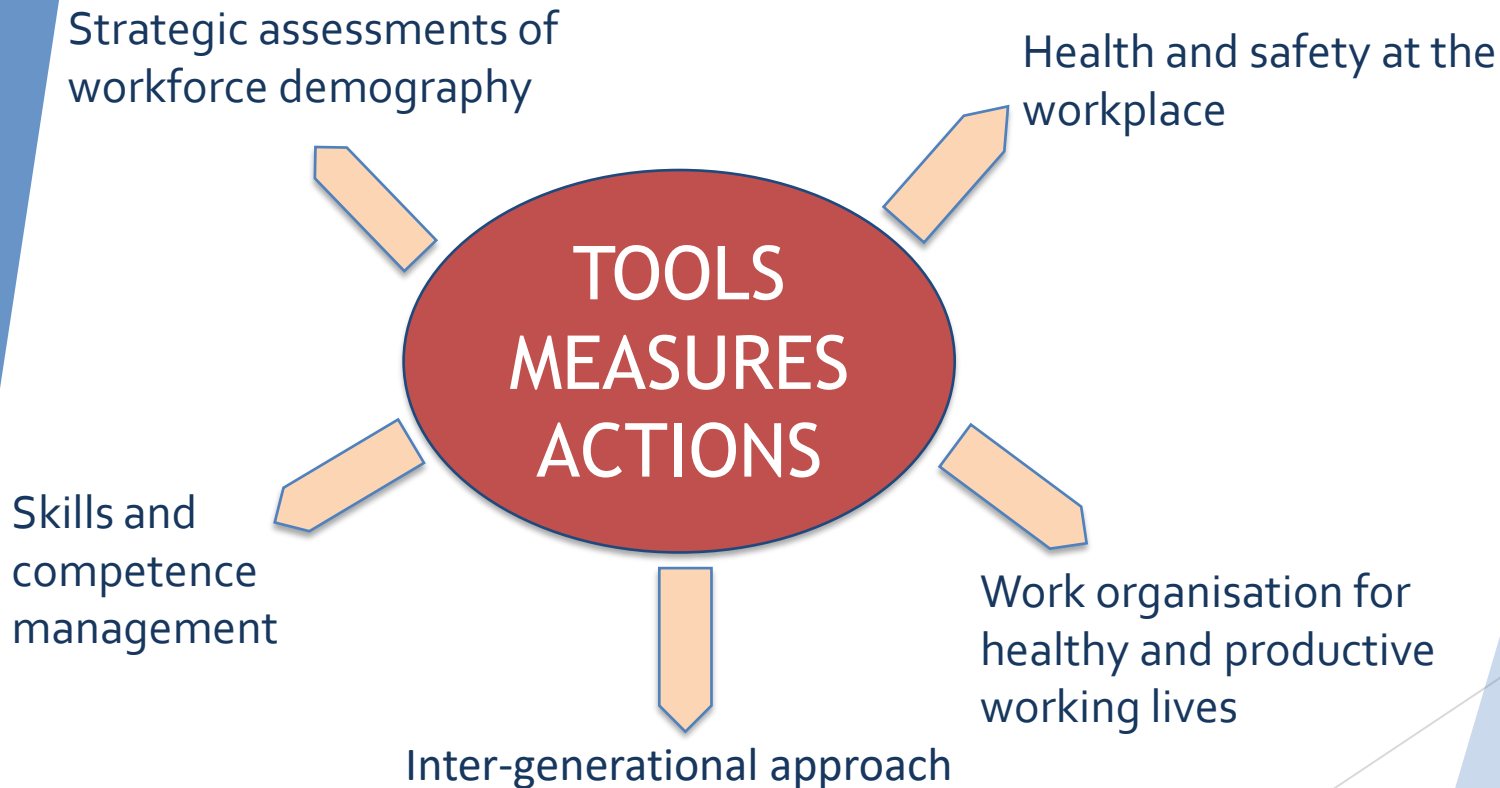 Strategic assessments of
workforce demography
Health and safety at the
workplace
TOOLS
MEASURES
ACTIONS
Skills and
competence
management
Work organisation for
healthy and productive
working lives
Inter-generational approach